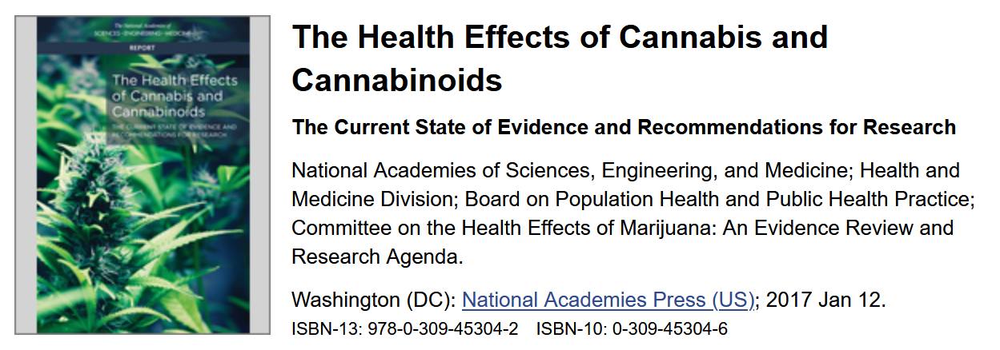 The National Academies of
SCIENCES • ENGINEERING • MEDICINE
REPORT
The Health Effects
of Cannabis and
Cannabinoids
THE CURRENT STATE OF EVIDENCE AND
RECOMMENDATIONS FOR RESEARCH
The Health Effects of Cannabis and
Cannabinoids
The Current State of Evidence and Recommendations for Research
National Academies of Sciences, Engineering, and Medicine; Health and
Medicine Division; Board on Population Health and Public Health Practice;
Committee on the Health Effects of Marijuana: An Evidence Review and
Research Agenda.
Washington (DC): National Academies Press (US); 2017 Jan 12.
ISBN-13: 978-0-309-45304-2 ISBN-10: 0-309-45304-6